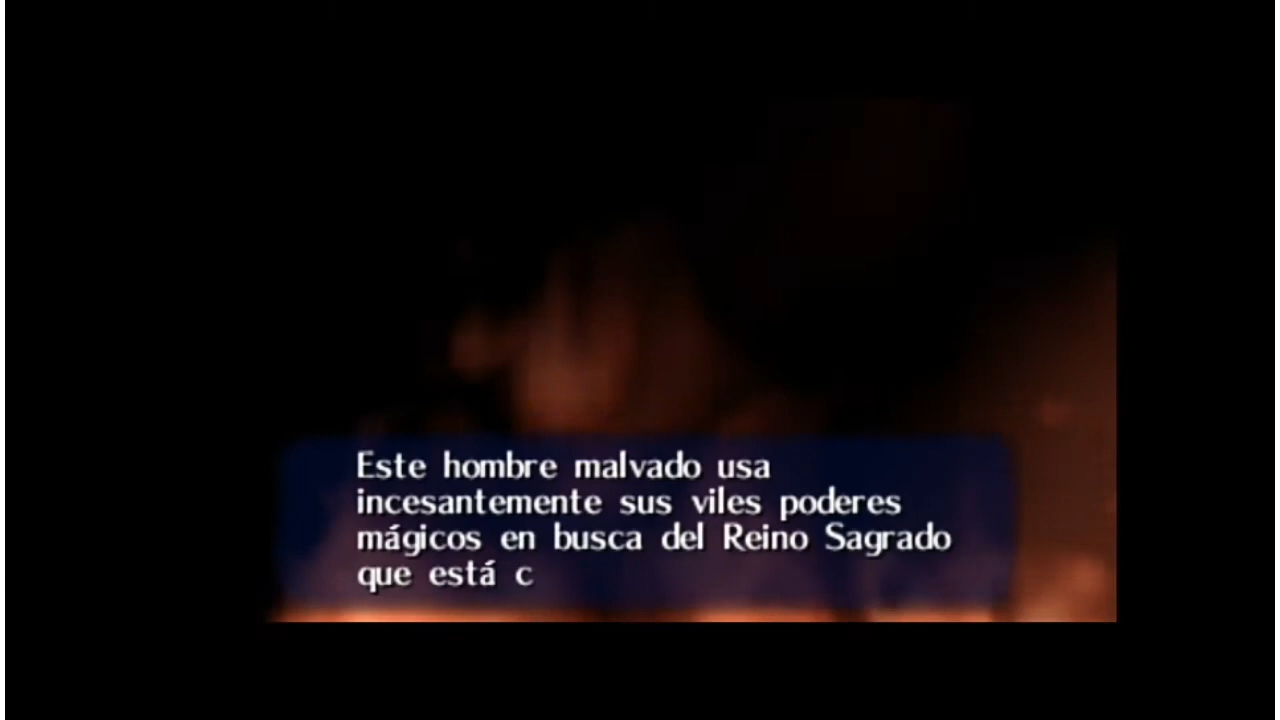 Este hombre malvado usa
incesantemente sus viles poderes
mágicos en busca del Reino Sagrado
que está c